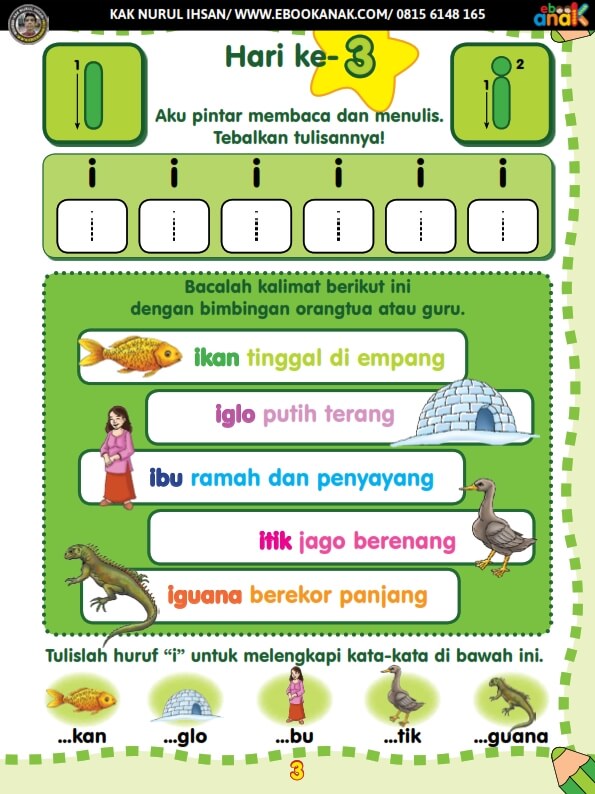 KAK NURUL IHSAN/ WWW.EBOOKANAK.COM/ 0815 6148 165
eb
anak
Hari ke-3
1
1 2
Aku pintar membaca dan menulis.
Tebalkan tulisannya!
i i i i i i
i i i i i i
Bacalah kalimat berikut ini
dengan bimbingan orangtua atau guru.
ikan tinggal di empang
iglo putih terang
ibu ramah dan penyayang
itik jago berenang
iguana berekor panjang
Tulislah huruf “i” untuk melengkapi kata-kata di bawah ini.
...kan ...glo ...bu ...tik ...guana
3